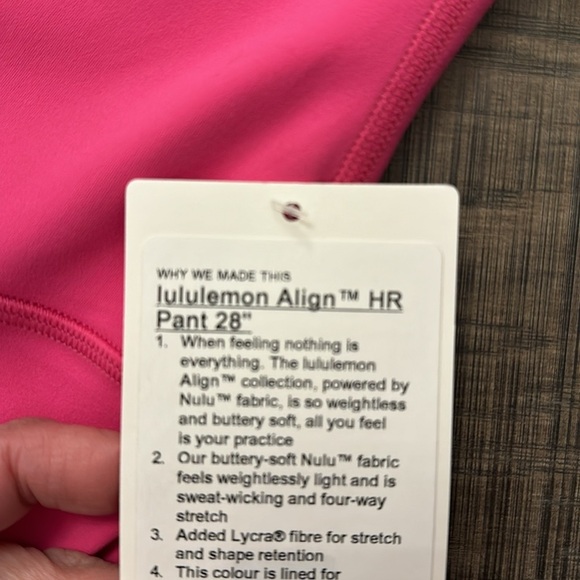 WHY WE MADE THIS
lululemon Align™ HR
Pant 28"
1. When feeling nothing is
everything. The lululemon
Align™ collection, powered by
Nulu™ fabric, is so weightless
and buttery soft, all you feel
is your practice
2. Our buttery-soft Nulu™ fabric
feels weightlessly light and is
sweat-wicking and four-way
stretch
3. Added Lycra® fibre for stretch
and shape retention
4. This colour is lined for